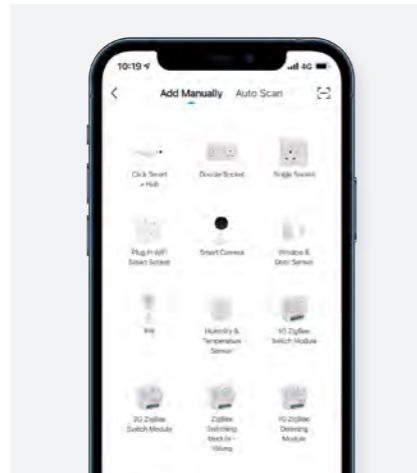 10:19
4G
Add Manually Auto Scan
Click Smart
+ Hub
Double Socket
Single Socket
Plug In WiFi
Smart Socket
Smart Camera
Window &
Door Sensor
PIR
Humidity &
Temperature
Sensor
1G ZigBee
Switch Module
2G ZigBee
Switch Module
ZigBee
Switching
Module -
1G ZigBee
Dimming
Module